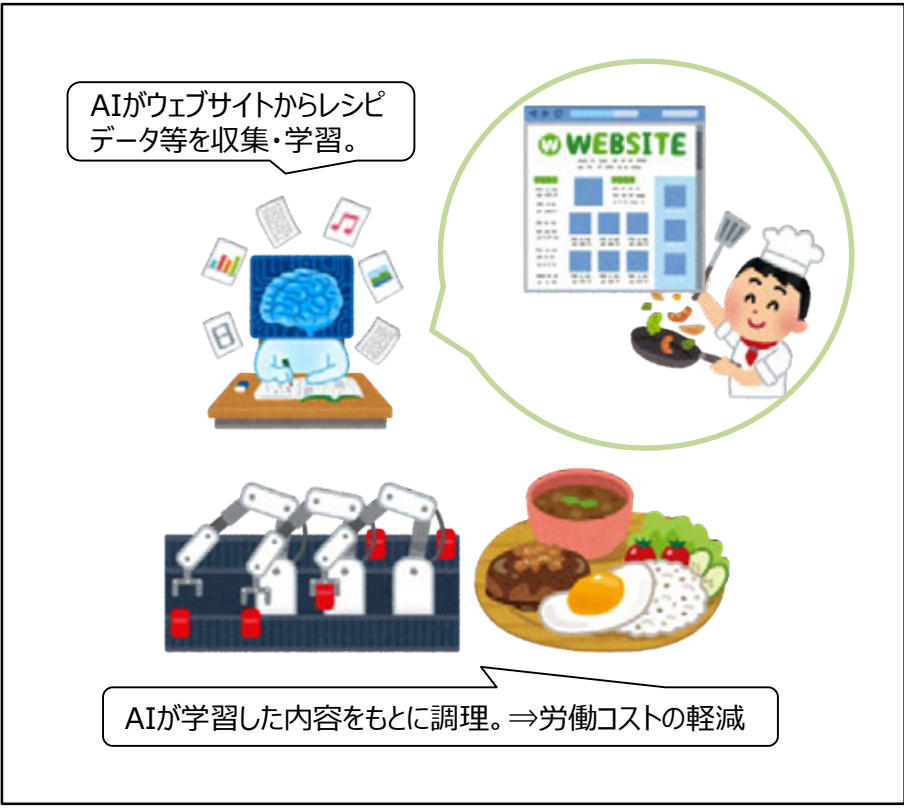 AIがウェブサイトからレシピ
データ等を収集・学習。
WEBSITE
AIが学習した内容をもとに調理。⇒労働コストの軽減